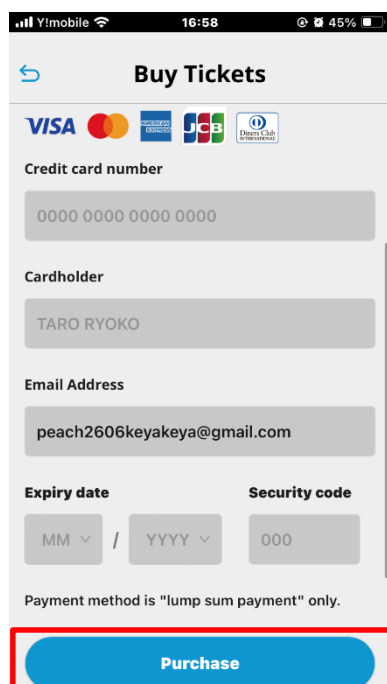 Y!mobile 16:58 45%
Buy Tickets
VISA AMERICAN EXPRESS JCB Diners Club INTERNATIONAL
Credit card number
0000 0000 0000 0000
Cardholder
TARO RYOKO
Email Address
peach2606keyakeya@gmail.com
Expiry date Security code
MM / YYYY 000
Payment method is "lump sum payment" only.
Purchase